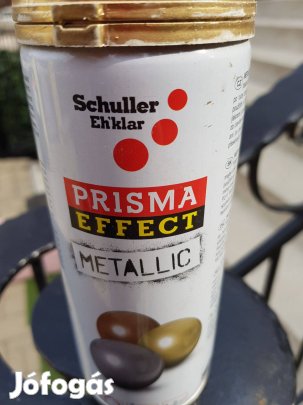 Schuller
Eh'klar
PRISMA
EFFECT
METALLIC
Jófogás